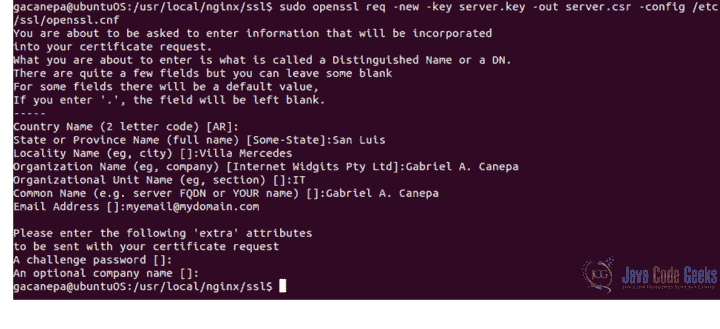 gacanepa@ubuntuOS:/usr/local/nginx/ssl$ sudo openssl req -new -key server.key -out server.csr -config /etc
/ssl/openssl.cnf
You are about to be asked to enter information that will be incorporated
into your certificate request.
What you are about to enter is what is called a Distinguished Name or a DN.
There are quite a few fields but you can leave some blank
For some fields there will be a default value,
If you enter '.', the field will be left blank.
-----
Country Name (2 letter code) [AR]:
State or Province Name (full name) [Some-State]:San Luis
Locality Name (eg, city) []:Villa Mercedes
Organization Name (eg, company) [Internet Widgits Pty Ltd]:Gabriel A. Canepa
Organizational Unit Name (eg, section) []:IT
Common Name (e.g. server FQDN or YOUR name) []:Gabriel A. Canepa
Email Address []:myemail@mydomain.com
Please enter the following 'extra' attributes
to be sent with your certificate request
A challenge password []:
An optional company name []:
gacanepa@ubuntuOS:/usr/local/nginx/ssl$
JCG
Java Code Geeks